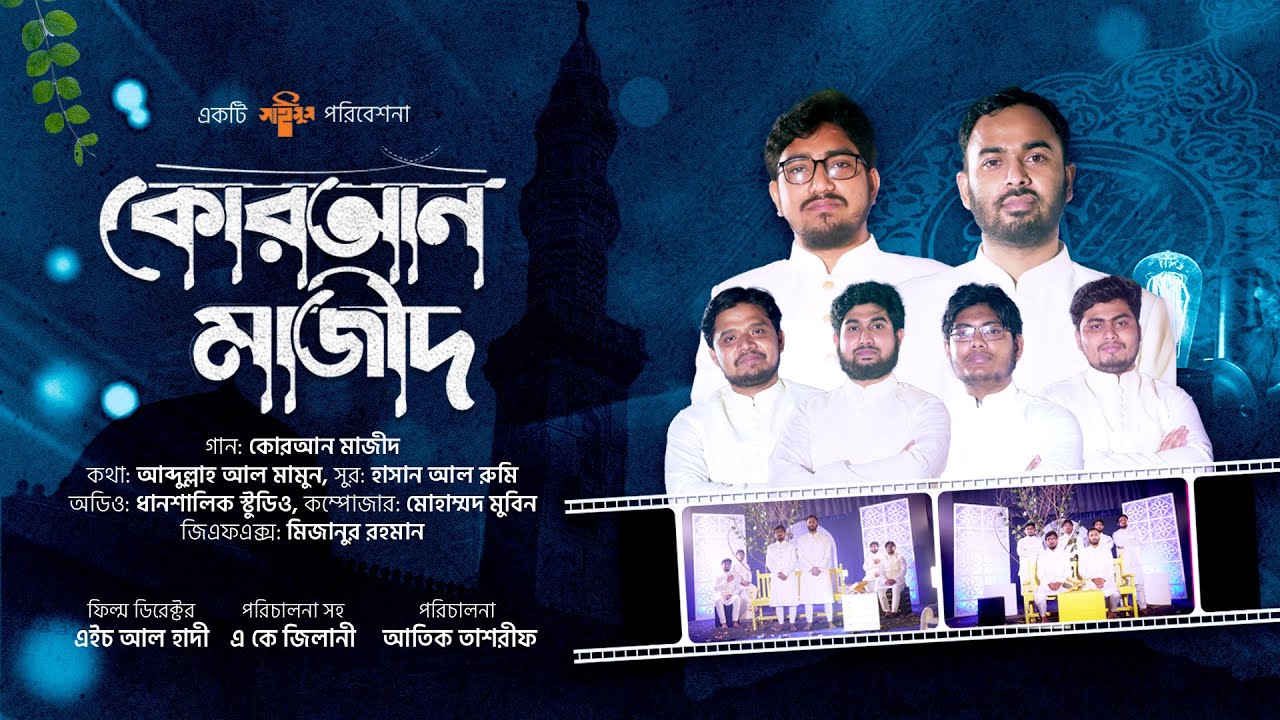 একটি সাইমুম পরিবেশনা
কোরআন
মাজীদ
গান: কোরআন মাজীদ
কথা: আব্দুল্লাহ আল মামুন, সুর: হাসান আল রুমি
অডিও: ধানশালিক স্টুডিও, কম্পোজার: মোহাম্মদ মুবিন
জিএফএক্স: মিজানুর রহমান
ফিল্ম ডিরেক্টর
এইচ আল হাদী
পরিচালনা সহ
এ কে জিলানী
পরিচালনা
আতিক তাশরীফ